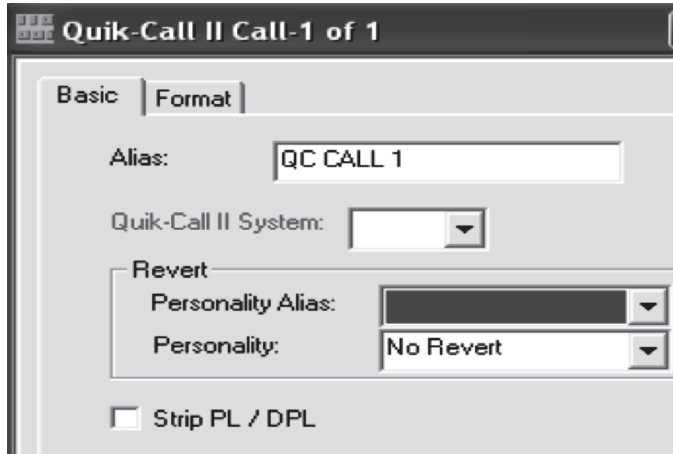 Quik-Call II Call-1 of 1
Basic Format
Alias: QC CALL 1
Quik-Call II System:
Revert
Personality Alias:
Personality: No Revert
Strip PL / DPL